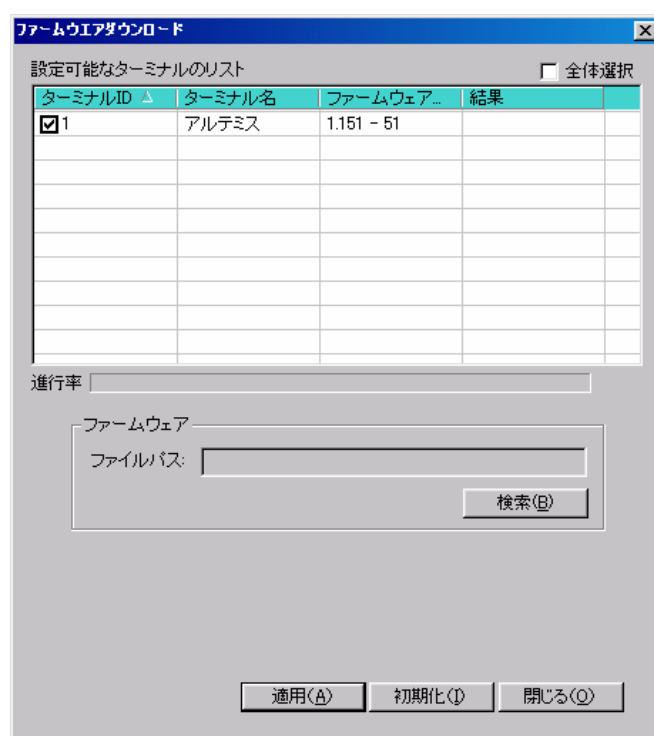 ファームウエアダウンロード
設定可能なターミナルのリスト 全体選択
ターミナルID ターミナル名 ファームウェア... 結果
1 アルテミス 1.151 - 51
進行率
ファームウェア
ファイルパス:
検索(B)
適用(A) 初期化(I) 閉じる(O)